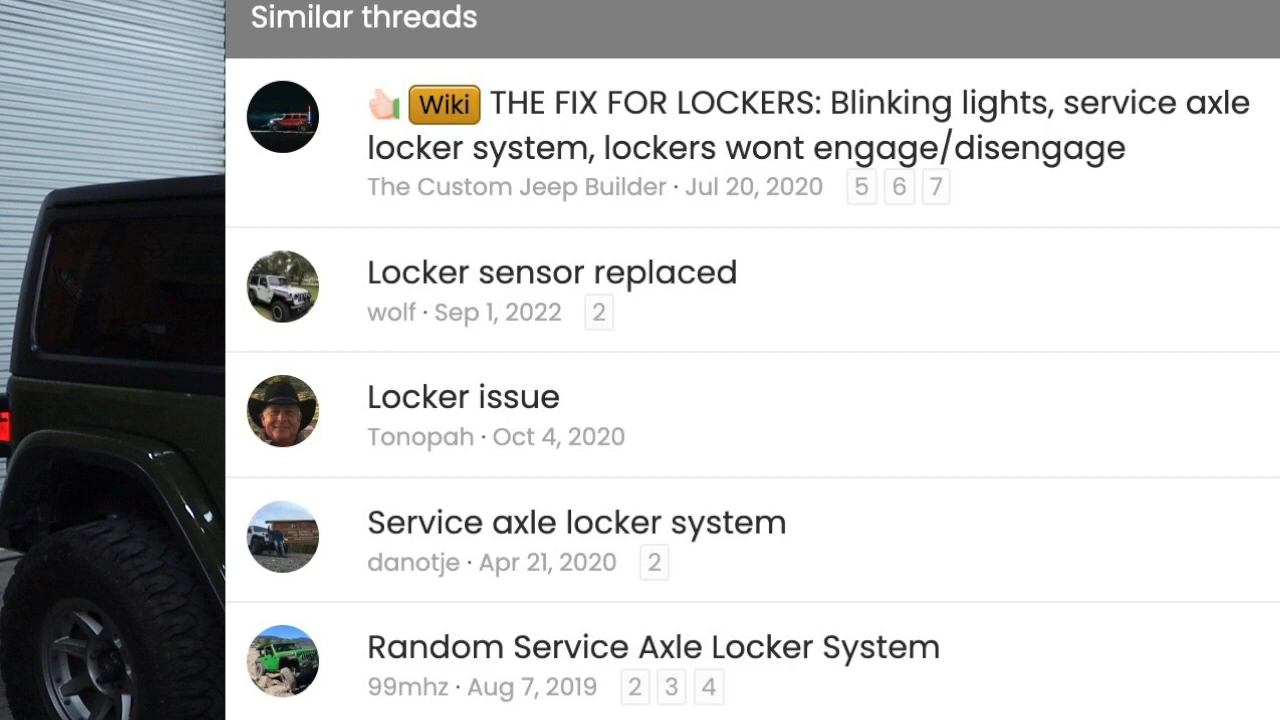 Similar threads
Wiki THE FIX FOR LOCKERS: Blinking lights, service axle
locker system, lockers wont engage/disengage
The Custom Jeep Builder · Jul 20, 2020 5 6 7
Locker sensor replaced
wolf · Sep 1, 2022 2
Locker issue
Tonopah · Oct 4, 2020
Service axle locker system
danotje · Apr 21, 2020 2
Random Service Axle Locker System
99mhz · Aug 7, 2019 2 3 4